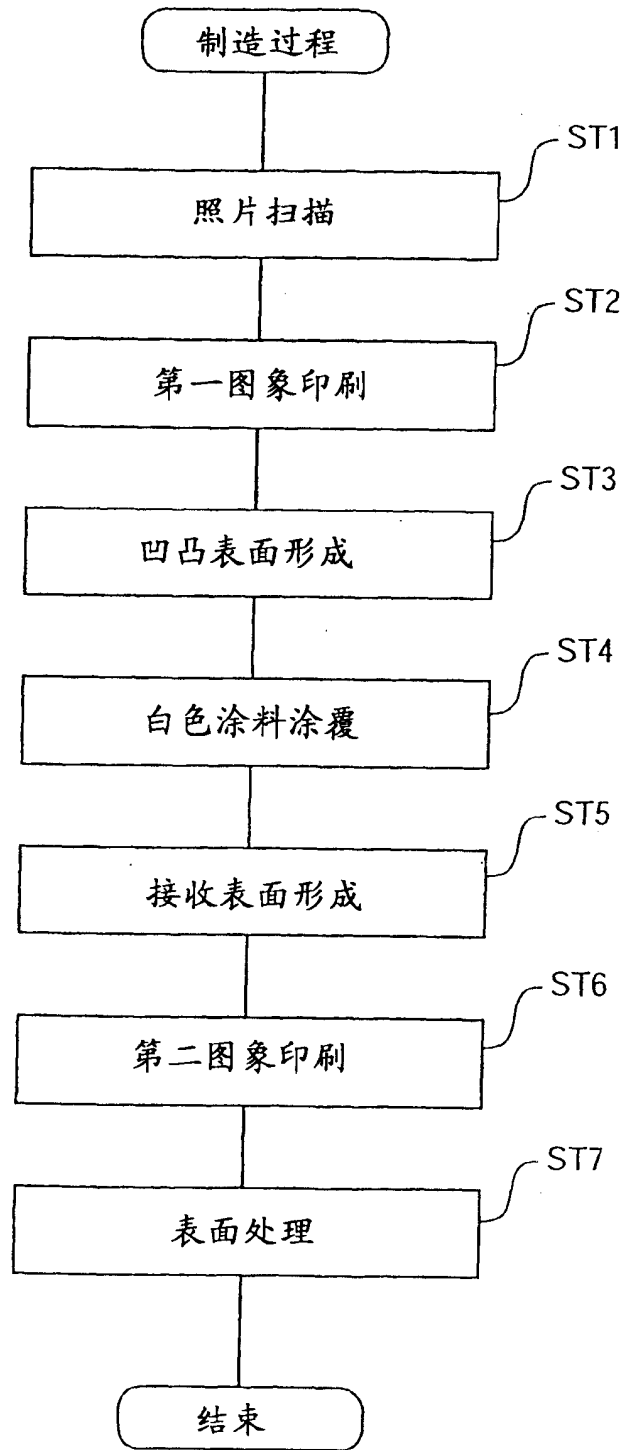 制造过程
ST1
照片扫描
ST2
第一图象印刷
ST3
凹凸表面形成
ST4
白色涂料涂覆
ST5
接收表面形成
ST6
第二图象印刷
ST7
表面处理
结束